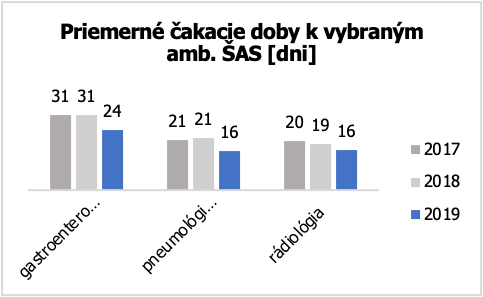 Priemerné čakacie doby k vybraným
amb. ŠAS [dni]
31 31 24
21 21 16
20 19 16
2017
2018
2019
gastroentero...
pneumológi...
rádiológia